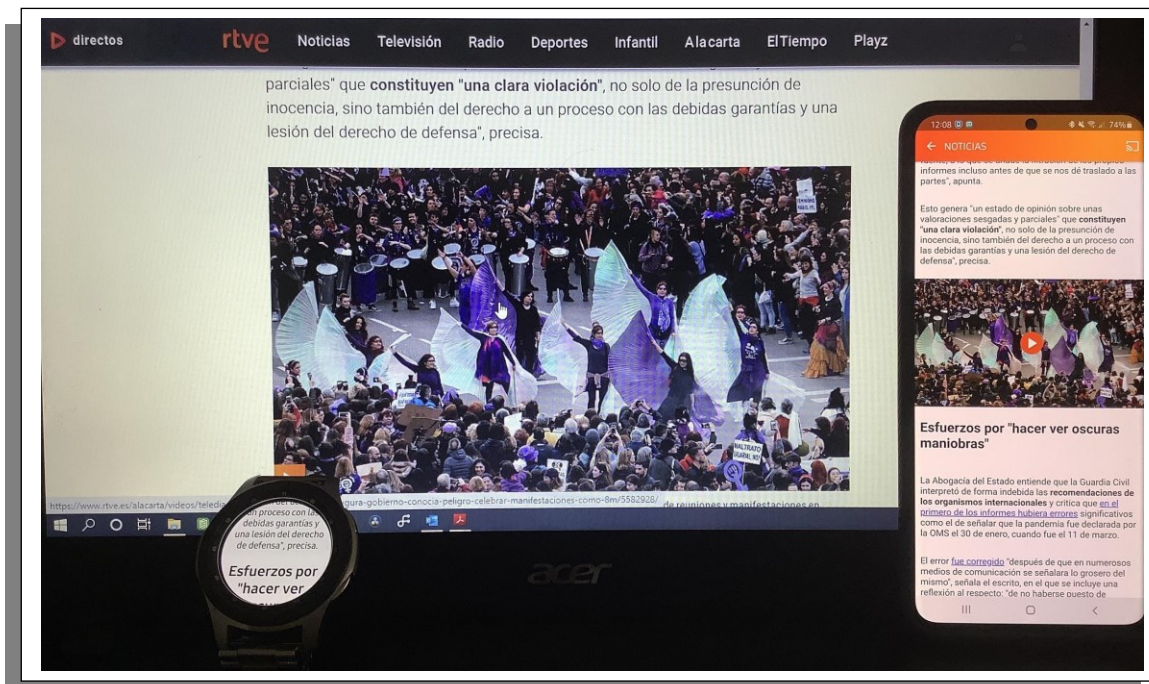 directos
rtve
Noticias Televisión Radio Deportes Infantil A la carta El Tiempo Playz
parciales" que constituyen "una clara violación", no solo de la presunción de
inocencia, sino también del derecho a un proceso con las debidas garantías y una
lesión del derecho de defensa", precisa.
MALTRATO
https://www.rtve.es/alacarta/videos/teledia
gura-gobierno-conocia-peligro-celebrar-manifestaciones-como-8m/5582928/
de reuniones y manifestaciones en
acer
un proceso con las
debidas garantías y
una lesión del derecho
de defensa", precisa.
Esfuerzos por
"hacer ver
12:08
74%
NOTICIAS
informes incluso antes de que se nos dé traslado a las
partes", apunta.
Esto genera "un estado de opinión sobre unas
valoraciones sesgadas y parciales" que constituyen
"una clara violación", no solo de la presunción de
inocencia, sino también del derecho a un proceso con
las debidas garantías y una lesión del derecho de
defensa", precisa.
Esfuerzos por "hacer ver oscuras
maniobras"
La Abogacía del Estado entiende que la Guardia Civil
interpretó de forma indebida las recomendaciones de
los organismos internacionales y critica que en el
primero de los informes hubiera errores significativos
como el de señalar que la pandemia fue declarada por
la OMS el 30 de enero, cuando fue el 11 de marzo.
El error fue corregido "después de que en numerosos
medios de comunicación se señalara lo grosero del
mismo", señala el escrito, en el que se incluye una
reflexión al respecto: "de no haberse puesto de